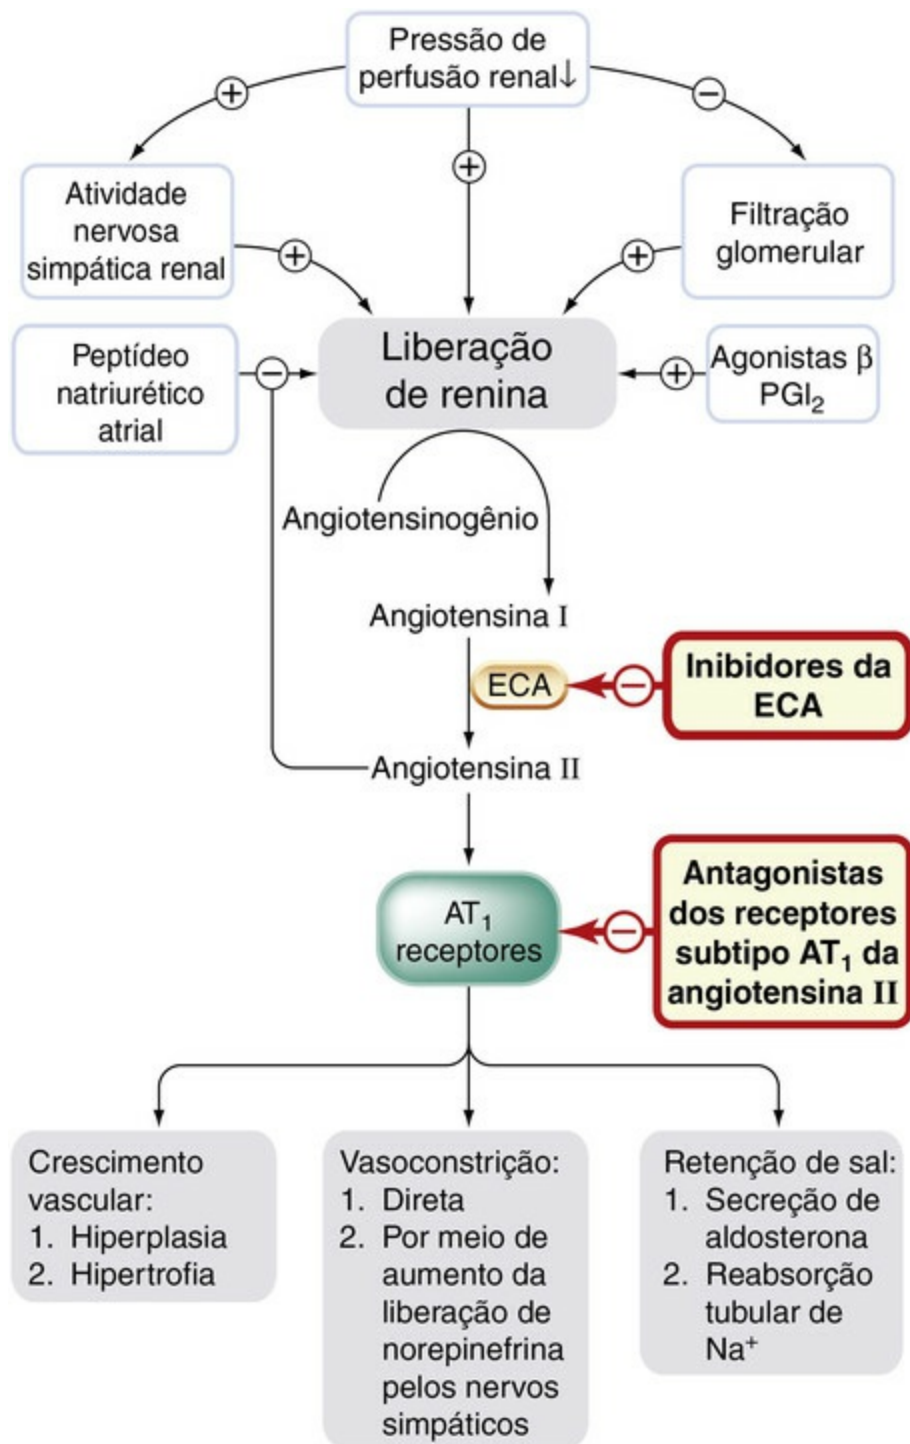 Pressão de
perfusão renal↓
+
−
+
Atividade
nervosa
simpática renal
Filtração
glomerular
+
+
Peptídeo
natriurético
atrial
−
Liberação
de renina
+
Agonistas β
PGI₂
Angiotensinogênio
Angiotensina I
ECA
−
Inibidores da
ECA
Angiotensina II
AT₁
receptores
−
Antagonistas
dos receptores
subtipo AT₁ da
angiotensina II
Crescimento
vascular:
1. Hiperplasia
2. Hipertrofia
Vasoconstrição:
1. Direta
2. Por meio de
aumento da
liberação de
norepinefrina
pelos nervos
simpáticos
Retenção de sal:
1. Secreção de
aldosterona
2. Reabsorção
tubular de
Na⁺